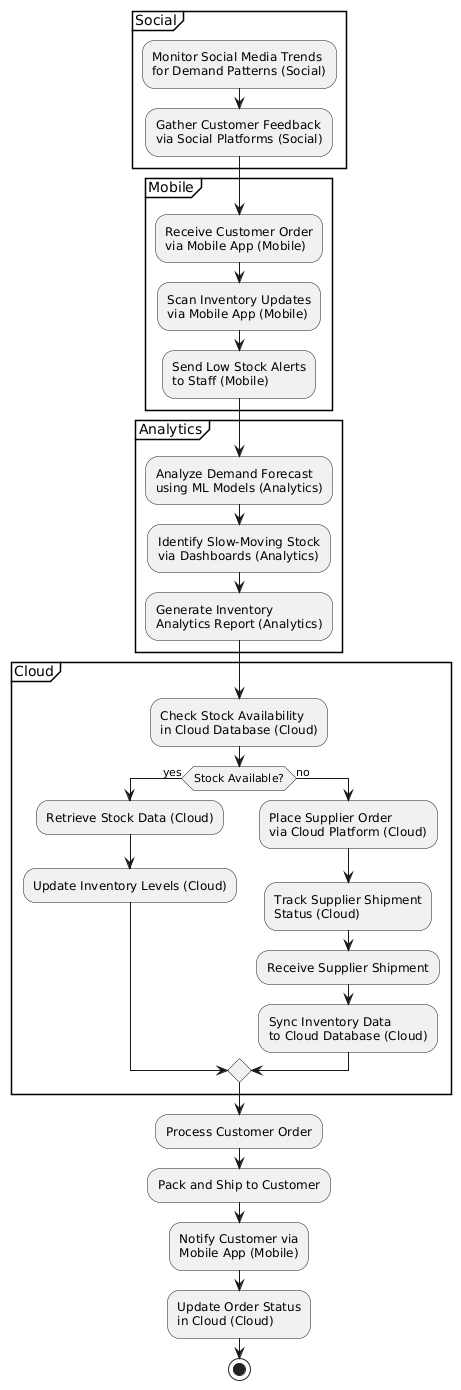 Social
Monitor Social Media Trends
for Demand Patterns (Social)
Gather Customer Feedback
via Social Platforms (Social)
Mobile
Receive Customer Order
via Mobile App (Mobile)
Scan Inventory Updates
via Mobile App (Mobile)
Send Low Stock Alerts
to Staff (Mobile)
Analytics
Analyze Demand Forecast
using ML Models (Analytics)
Identify Slow-Moving Stock
via Dashboards (Analytics)
Generate Inventory
Analytics Report (Analytics)
Cloud
Check Stock Availability
in Cloud Database (Cloud)
yes
Stock Available?
no
Retrieve Stock Data (Cloud)
Update Inventory Levels (Cloud)
Place Supplier Order
via Cloud Platform (Cloud)
Track Supplier Shipment
Status (Cloud)
Receive Supplier Shipment
Sync Inventory Data
to Cloud Database (Cloud)
Process Customer Order
Pack and Ship to Customer
Notify Customer via
Mobile App (Mobile)
Update Order Status
in Cloud (Cloud)